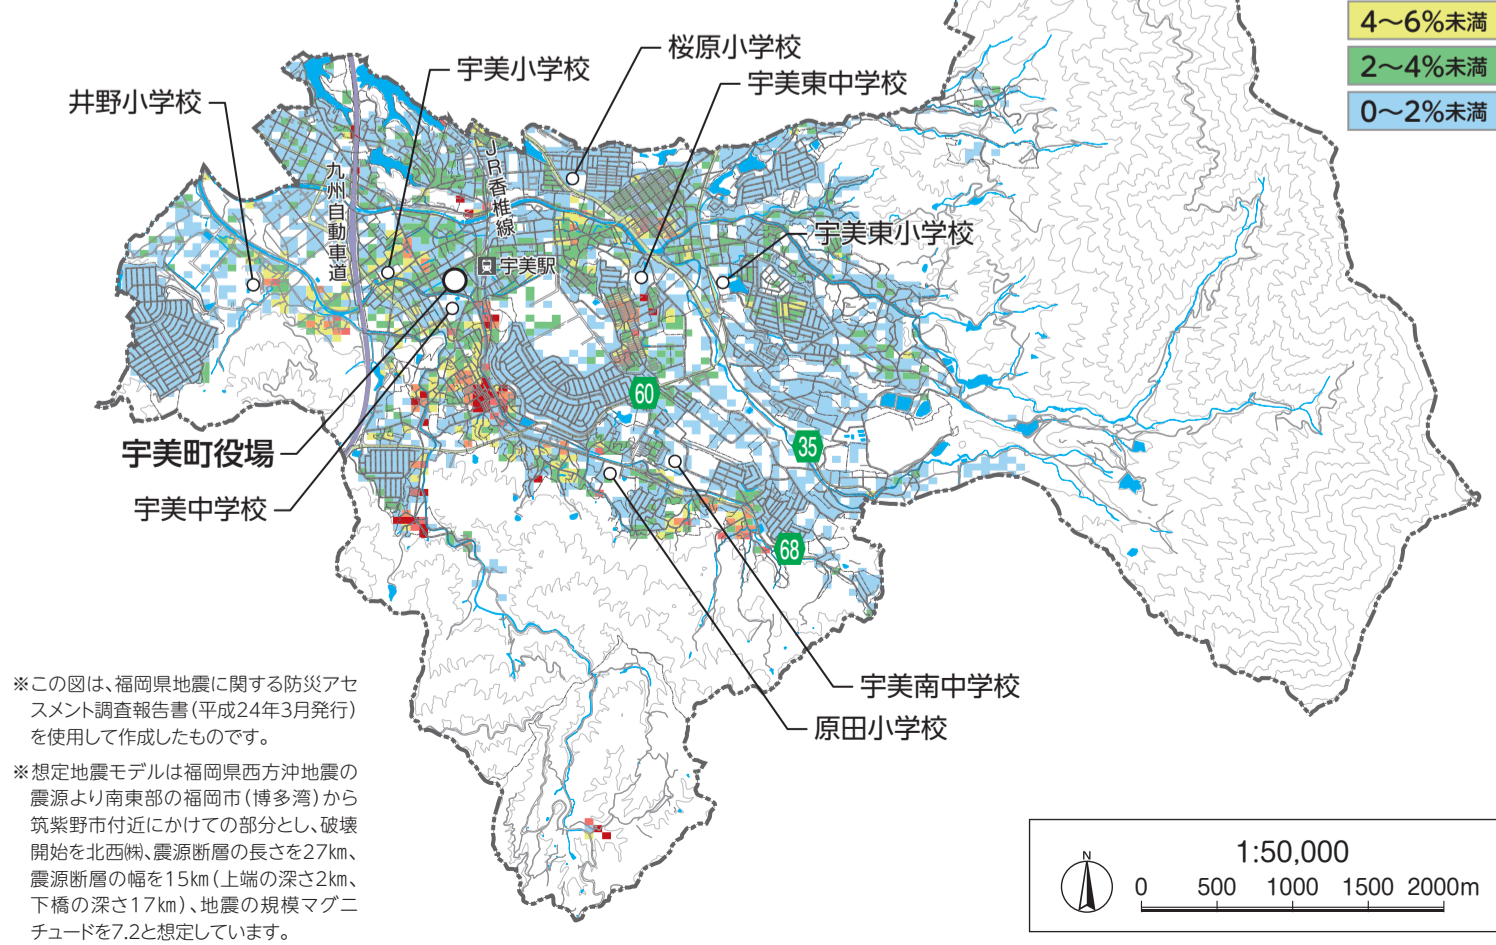 4～6%未満
2～4%未満
0～2%未満
桜原小学校
宇美小学校
宇美東中学校
井野小学校
JR香椎線
九州自動車道
宇美東小学校
宇美駅
60
35
宇美町役場
宇美中学校
68
宇美南中学校
原田小学校
※この図は、福岡県地震に関する防災アセ
スメント調査報告書(平成24年3月発行)
を使用して作成したものです。
※想定地震モデルは福岡県西方沖地震の
震源より南東部の福岡市(博多湾)から
筑紫野市付近にかけての部分とし、破壊
開始を北西㈱、震源断層の長さを27㎞、
震源断層の幅を15㎞(上端の深さ2㎞、
下橋の深さ17㎞)、地震の規模マグニ
チュードを7.2と想定しています。
1:50,000
N
0 500 1000 1500 2000m